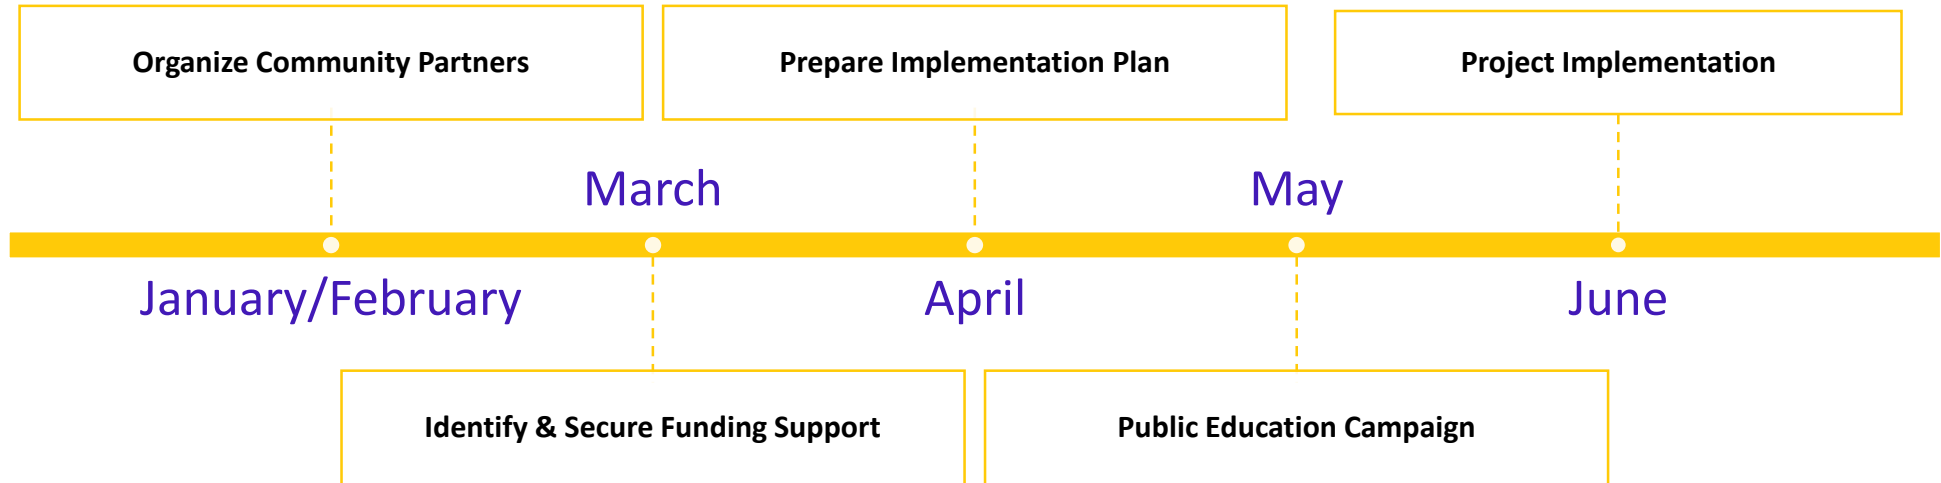 Organize Community Partners
Prepare Implementation Plan
Project Implementation
March
May
January/February
April
June
Identify & Secure Funding Support
Public Education Campaign